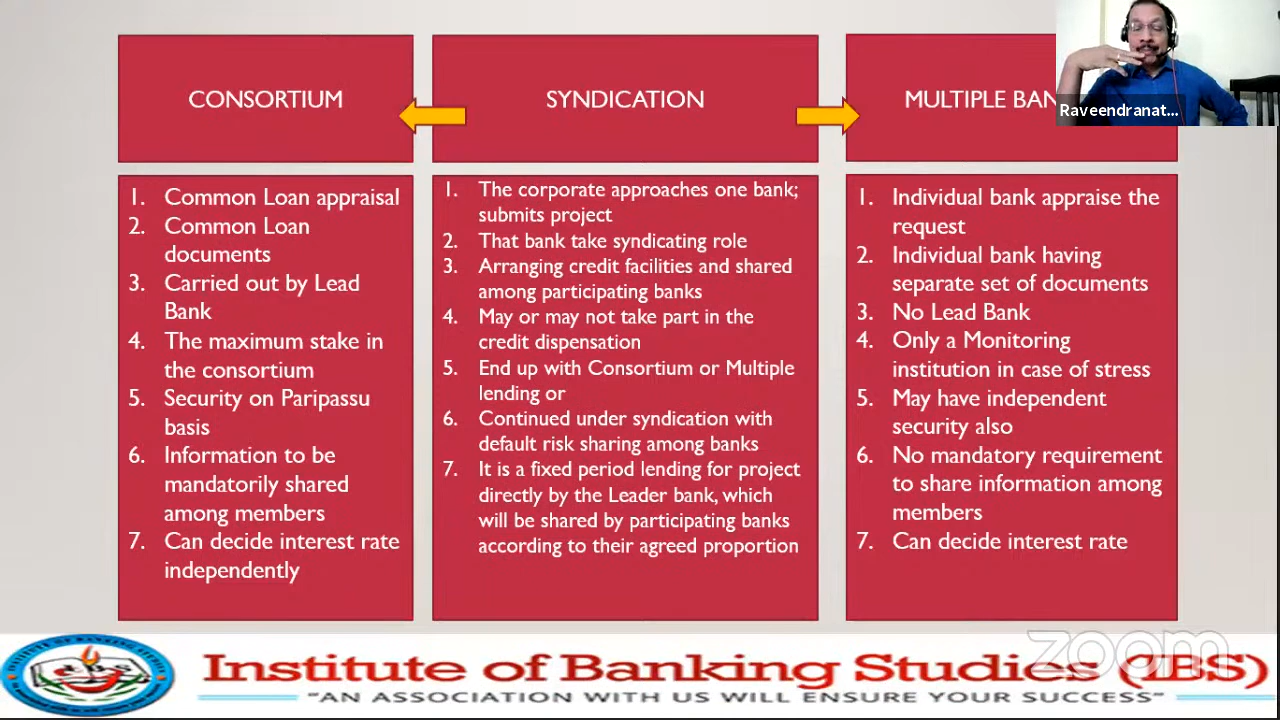 CONSORTIUM
SYNDICATION
MULTIPLE
Raveendranat...
1. Common Loan appraisal
2. Common Loan
documents
3. Carried out by Lead
Bank
4. The maximum stake in
the consortium
5. Security on Paripassu
basis
6. Information to be
mandatorily shared
among members
7. Can decide interest rate
independently
1. The corporate approaches one bank;
submits project
2. That bank take syndicating role
3. Arranging credit facilities and shared
among participating banks
4. May or may not take part in the
credit dispensation
5. End up with Consortium or Multiple
lending or
6. Continued under syndication with
default risk sharing among banks
7. It is a fixed period lending for project
directly by the Leader bank, which
will be shared by participating banks
according to their agreed proportion
1. Individual bank appraise the
request
2. Individual bank having
separate set of documents
3. No Lead Bank
4. Only a Monitoring
institution in case of stress
5. May have independent
security also
6. No mandatory requirement
to share information among
members
7. Can decide interest rate
zoom
Institute of Banking Studies (IBS)
"AN ASSOCIATION WITH US WILL ENSURE YOUR SUCCESS"